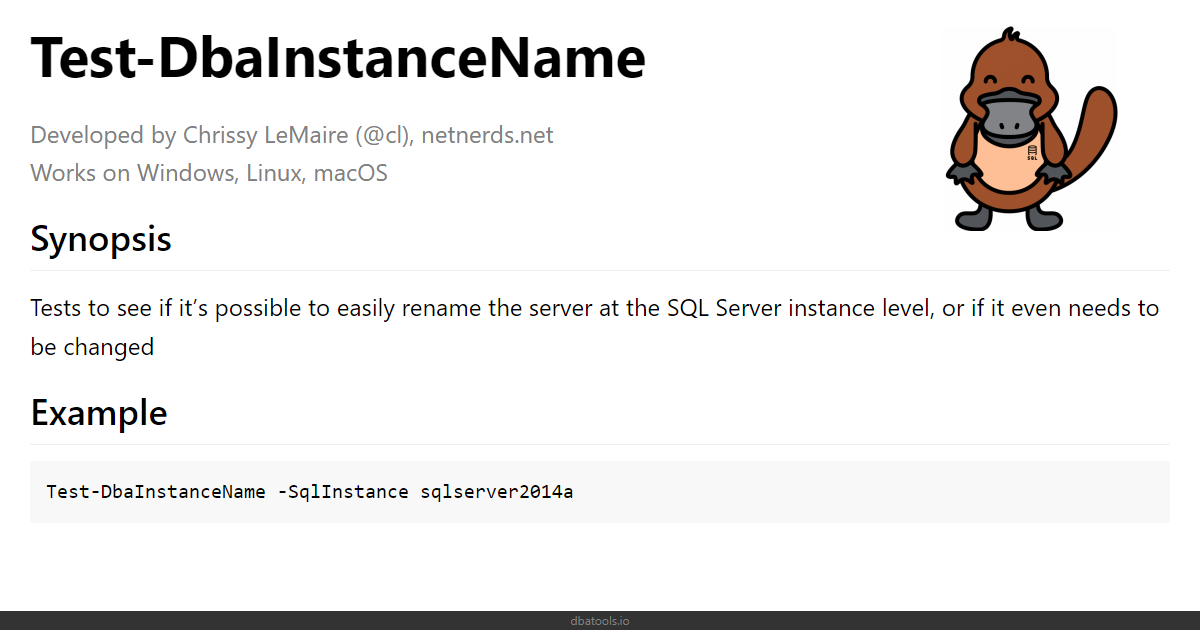 Test-DbaInstanceName
Developed by Chrissy LeMaire (@cl), netnerds.net
Works on Windows, Linux, macOS
SQL
Synopsis
Tests to see if it’s possible to easily rename the server at the SQL Server instance level, or if it even needs to
be changed
Example
Test-DbaInstanceName -SqlInstance sqlserver2014a
dbatools.io